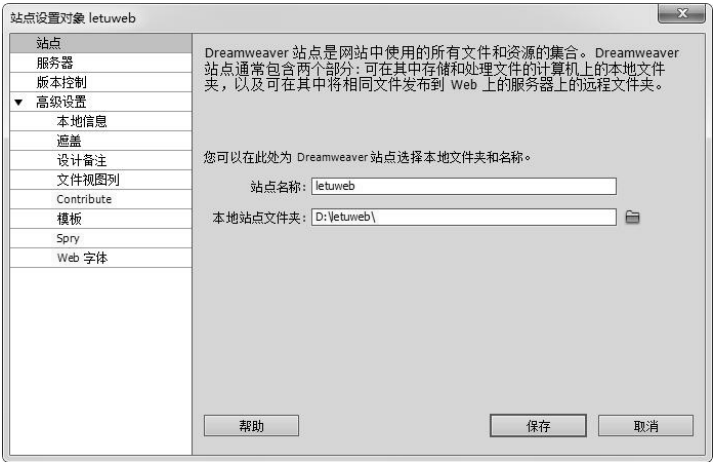 站点设置对象 letuweb
站点
服务器
版本控制
高级设置
本地信息
遮盖
设计备注
文件视图列
Contribute
模板
Spry
Web 字体
Dreamweaver 站点是网站中使用的所有文件和资源的集合。Dreamweaver
站点通常包含两个部分：可在其中存储和处理文件的计算机上的本地文件
夹，以及可在其中将相同文件发布到 Web 上的服务器上的远程文件夹。
您可以在此处为 Dreamweaver 站点选择本地文件夹和名称。
站点名称: letuweb
本地站点文件夹: D:\letuweb\
帮助 保存 取消